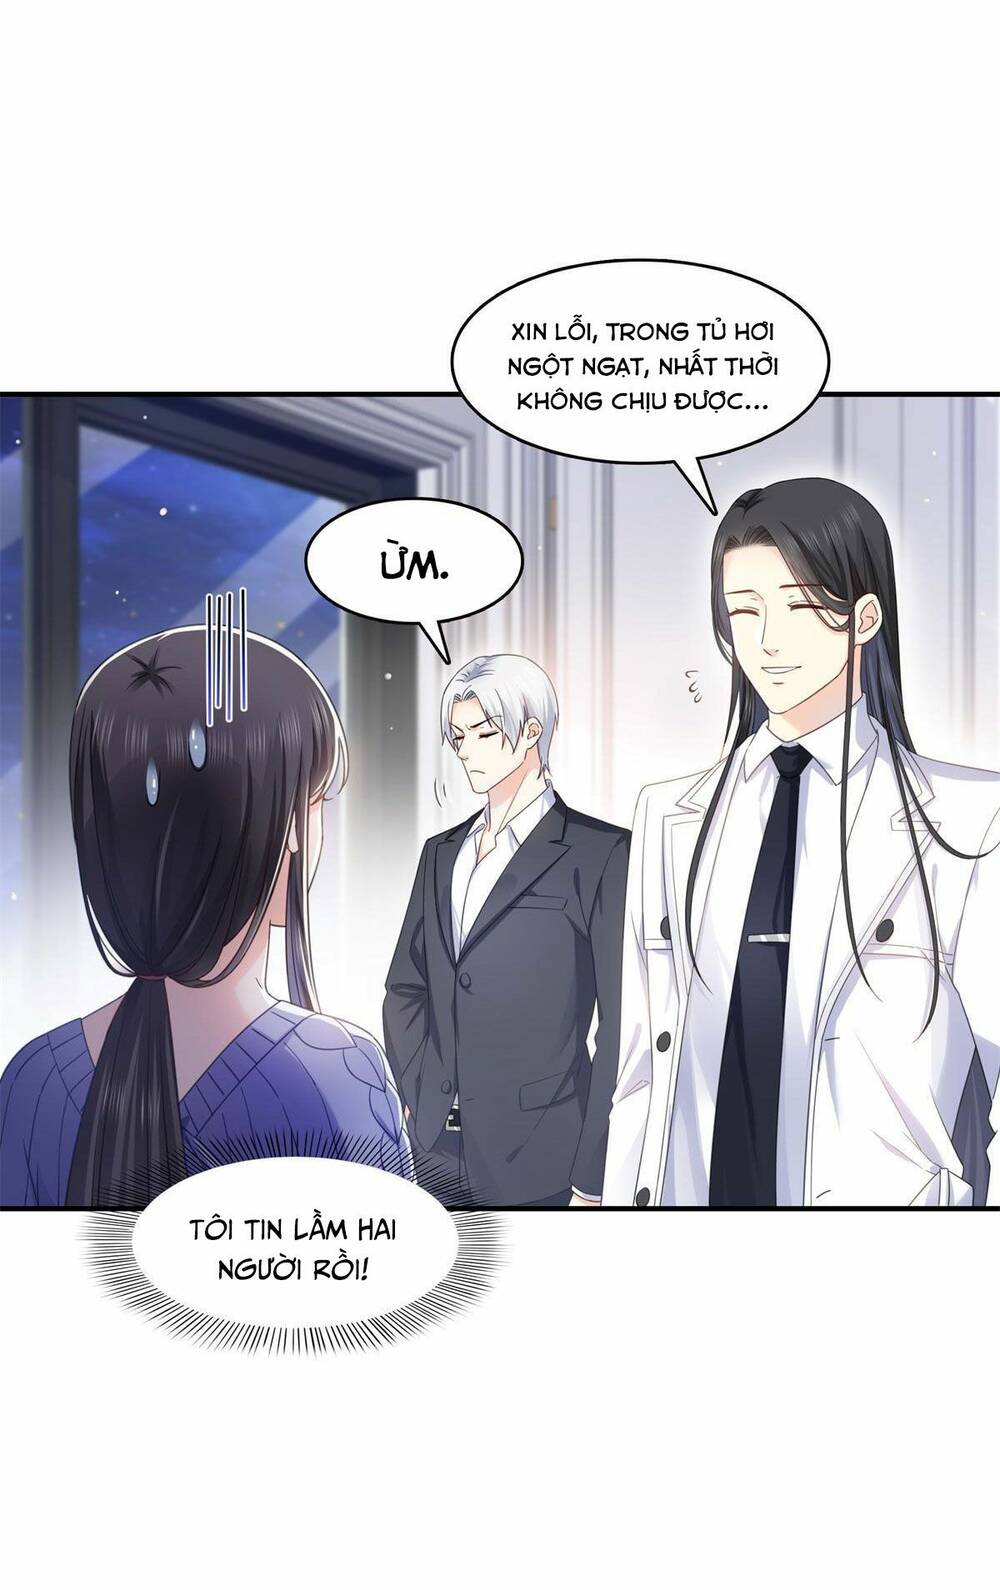 XIN LỖI, TRONG TỦ HƠI
NGỘT NGẠT, NHẤT THỜI
KHÔNG CHỊU ĐƯỢC...
ỪM.
TÔI TIN LẦM HAI
NGƯỜI RỒI!